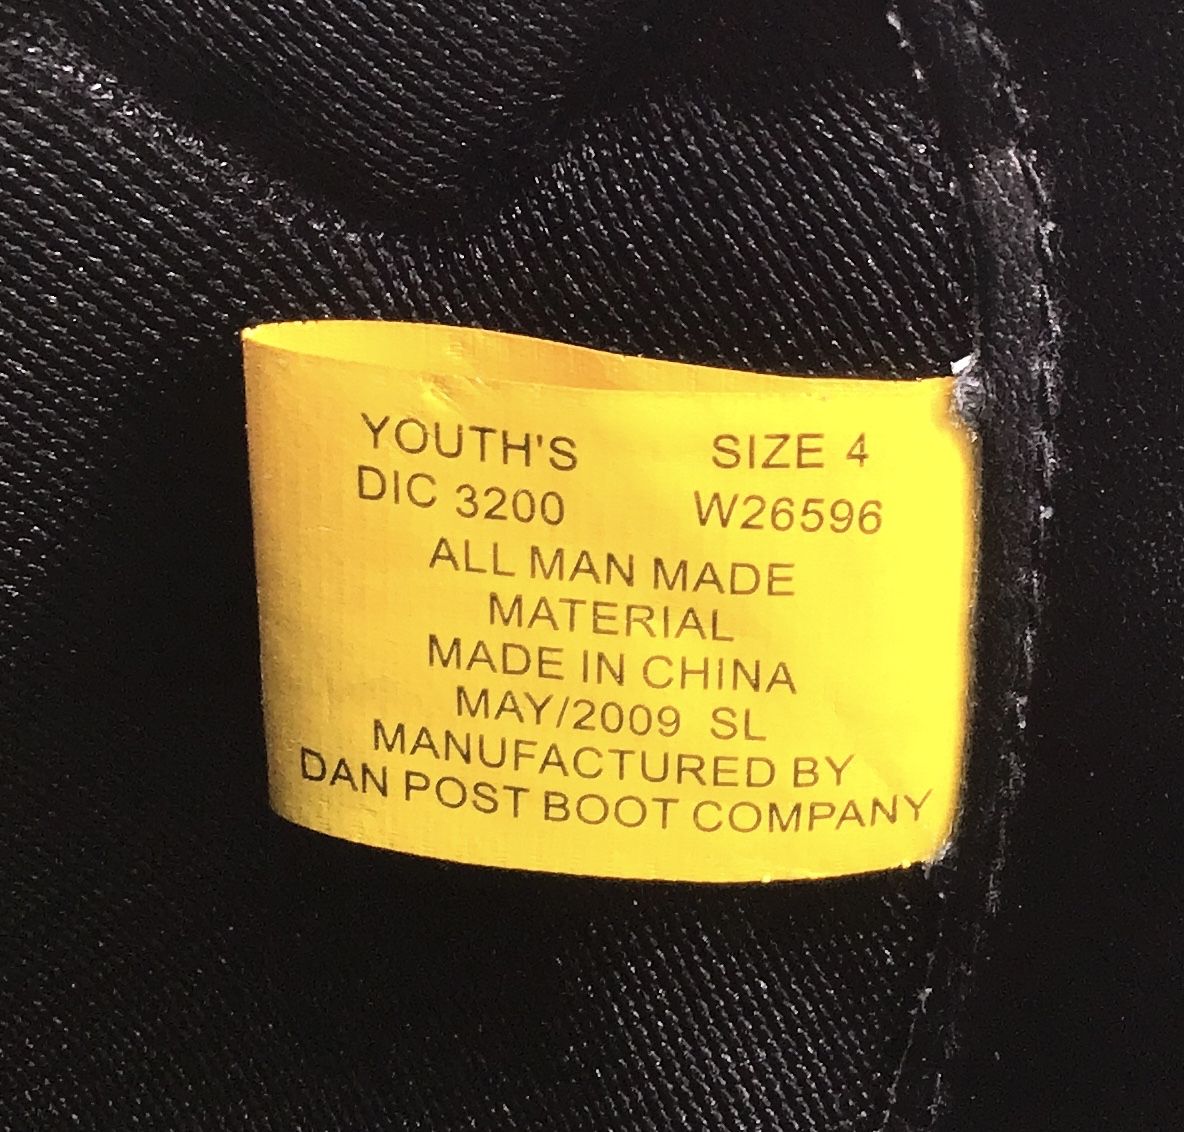 YOUTH'S SIZE 4
DIC 3200 W26596
ALL MAN MADE
MATERIAL
MADE IN CHINA
MAY/2009 SL
MANUFACTURED BY
DAN POST BOOT COMPANY